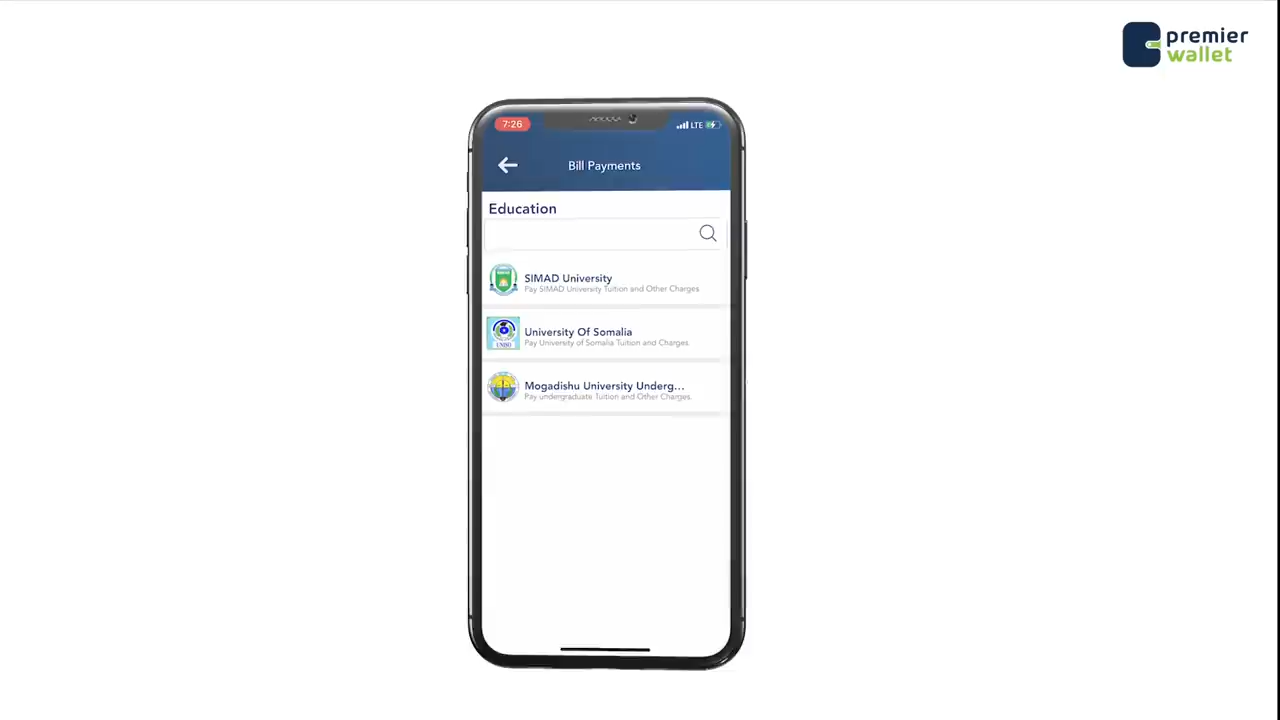 premier
wallet
7:26
LTE
Bill Payments
Education
SIMAD University
Pay SIMAD University Tuition and Other Charges
University Of Somalia
UNISO
Pay University of Somalia Tuition and Charges
Mogadishu University Underg...
Pay undergraduate Tuition and Other Charges